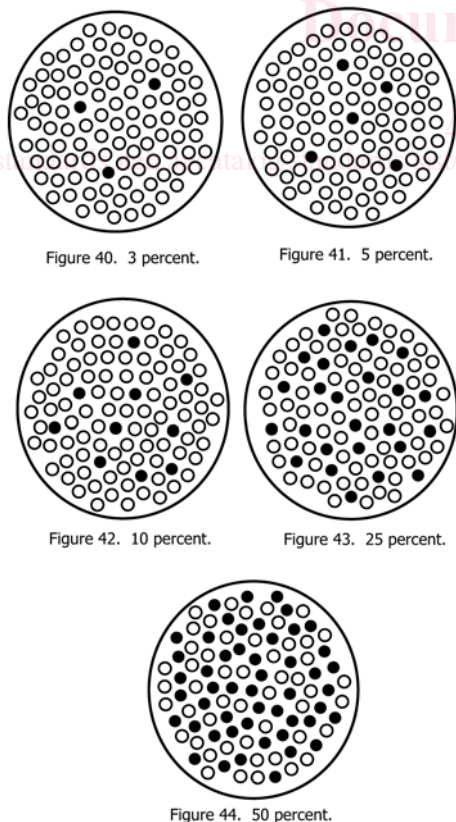 Figure 40. 3 percent.
Figure 41. 5 percent.
Figure 42. 10 percent.
Figure 43. 25 percent.
Figure 44. 50 percent.